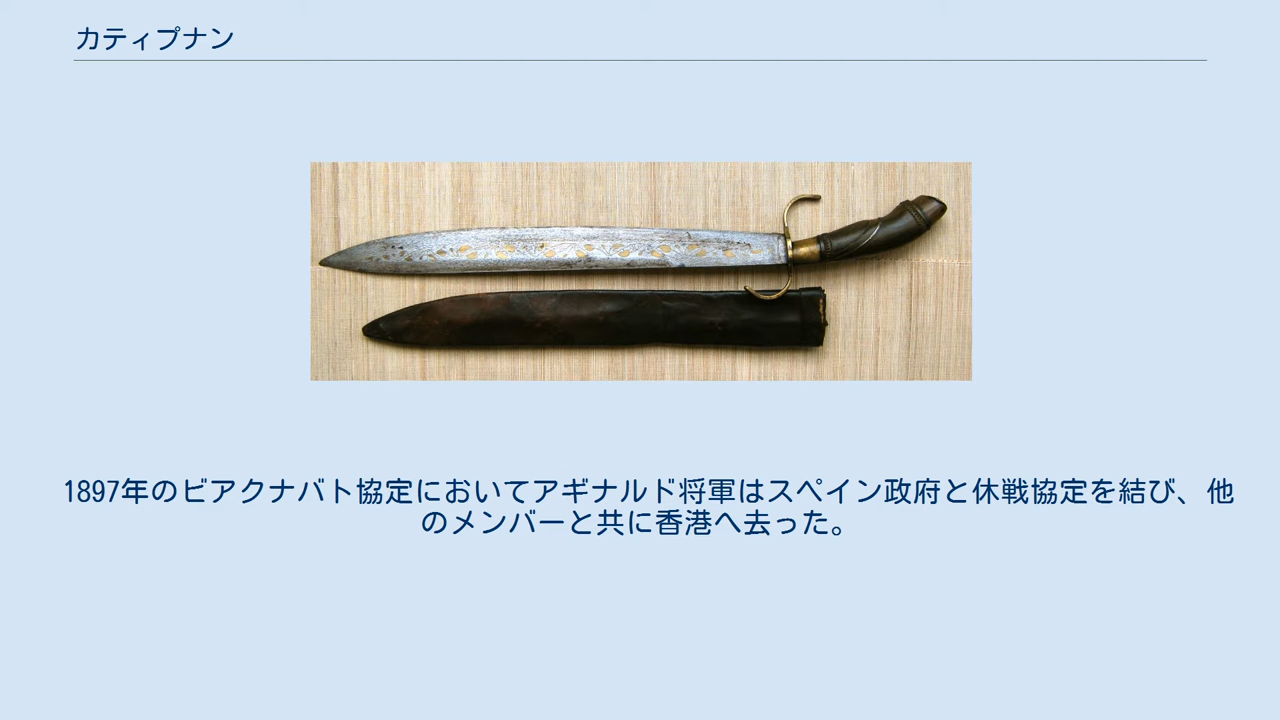 カティプナン
1897年のビアクナバト協定においてアギナルド将軍はスペイン政府と休戦協定を結び、他
のメンバーと共に香港へ去った。